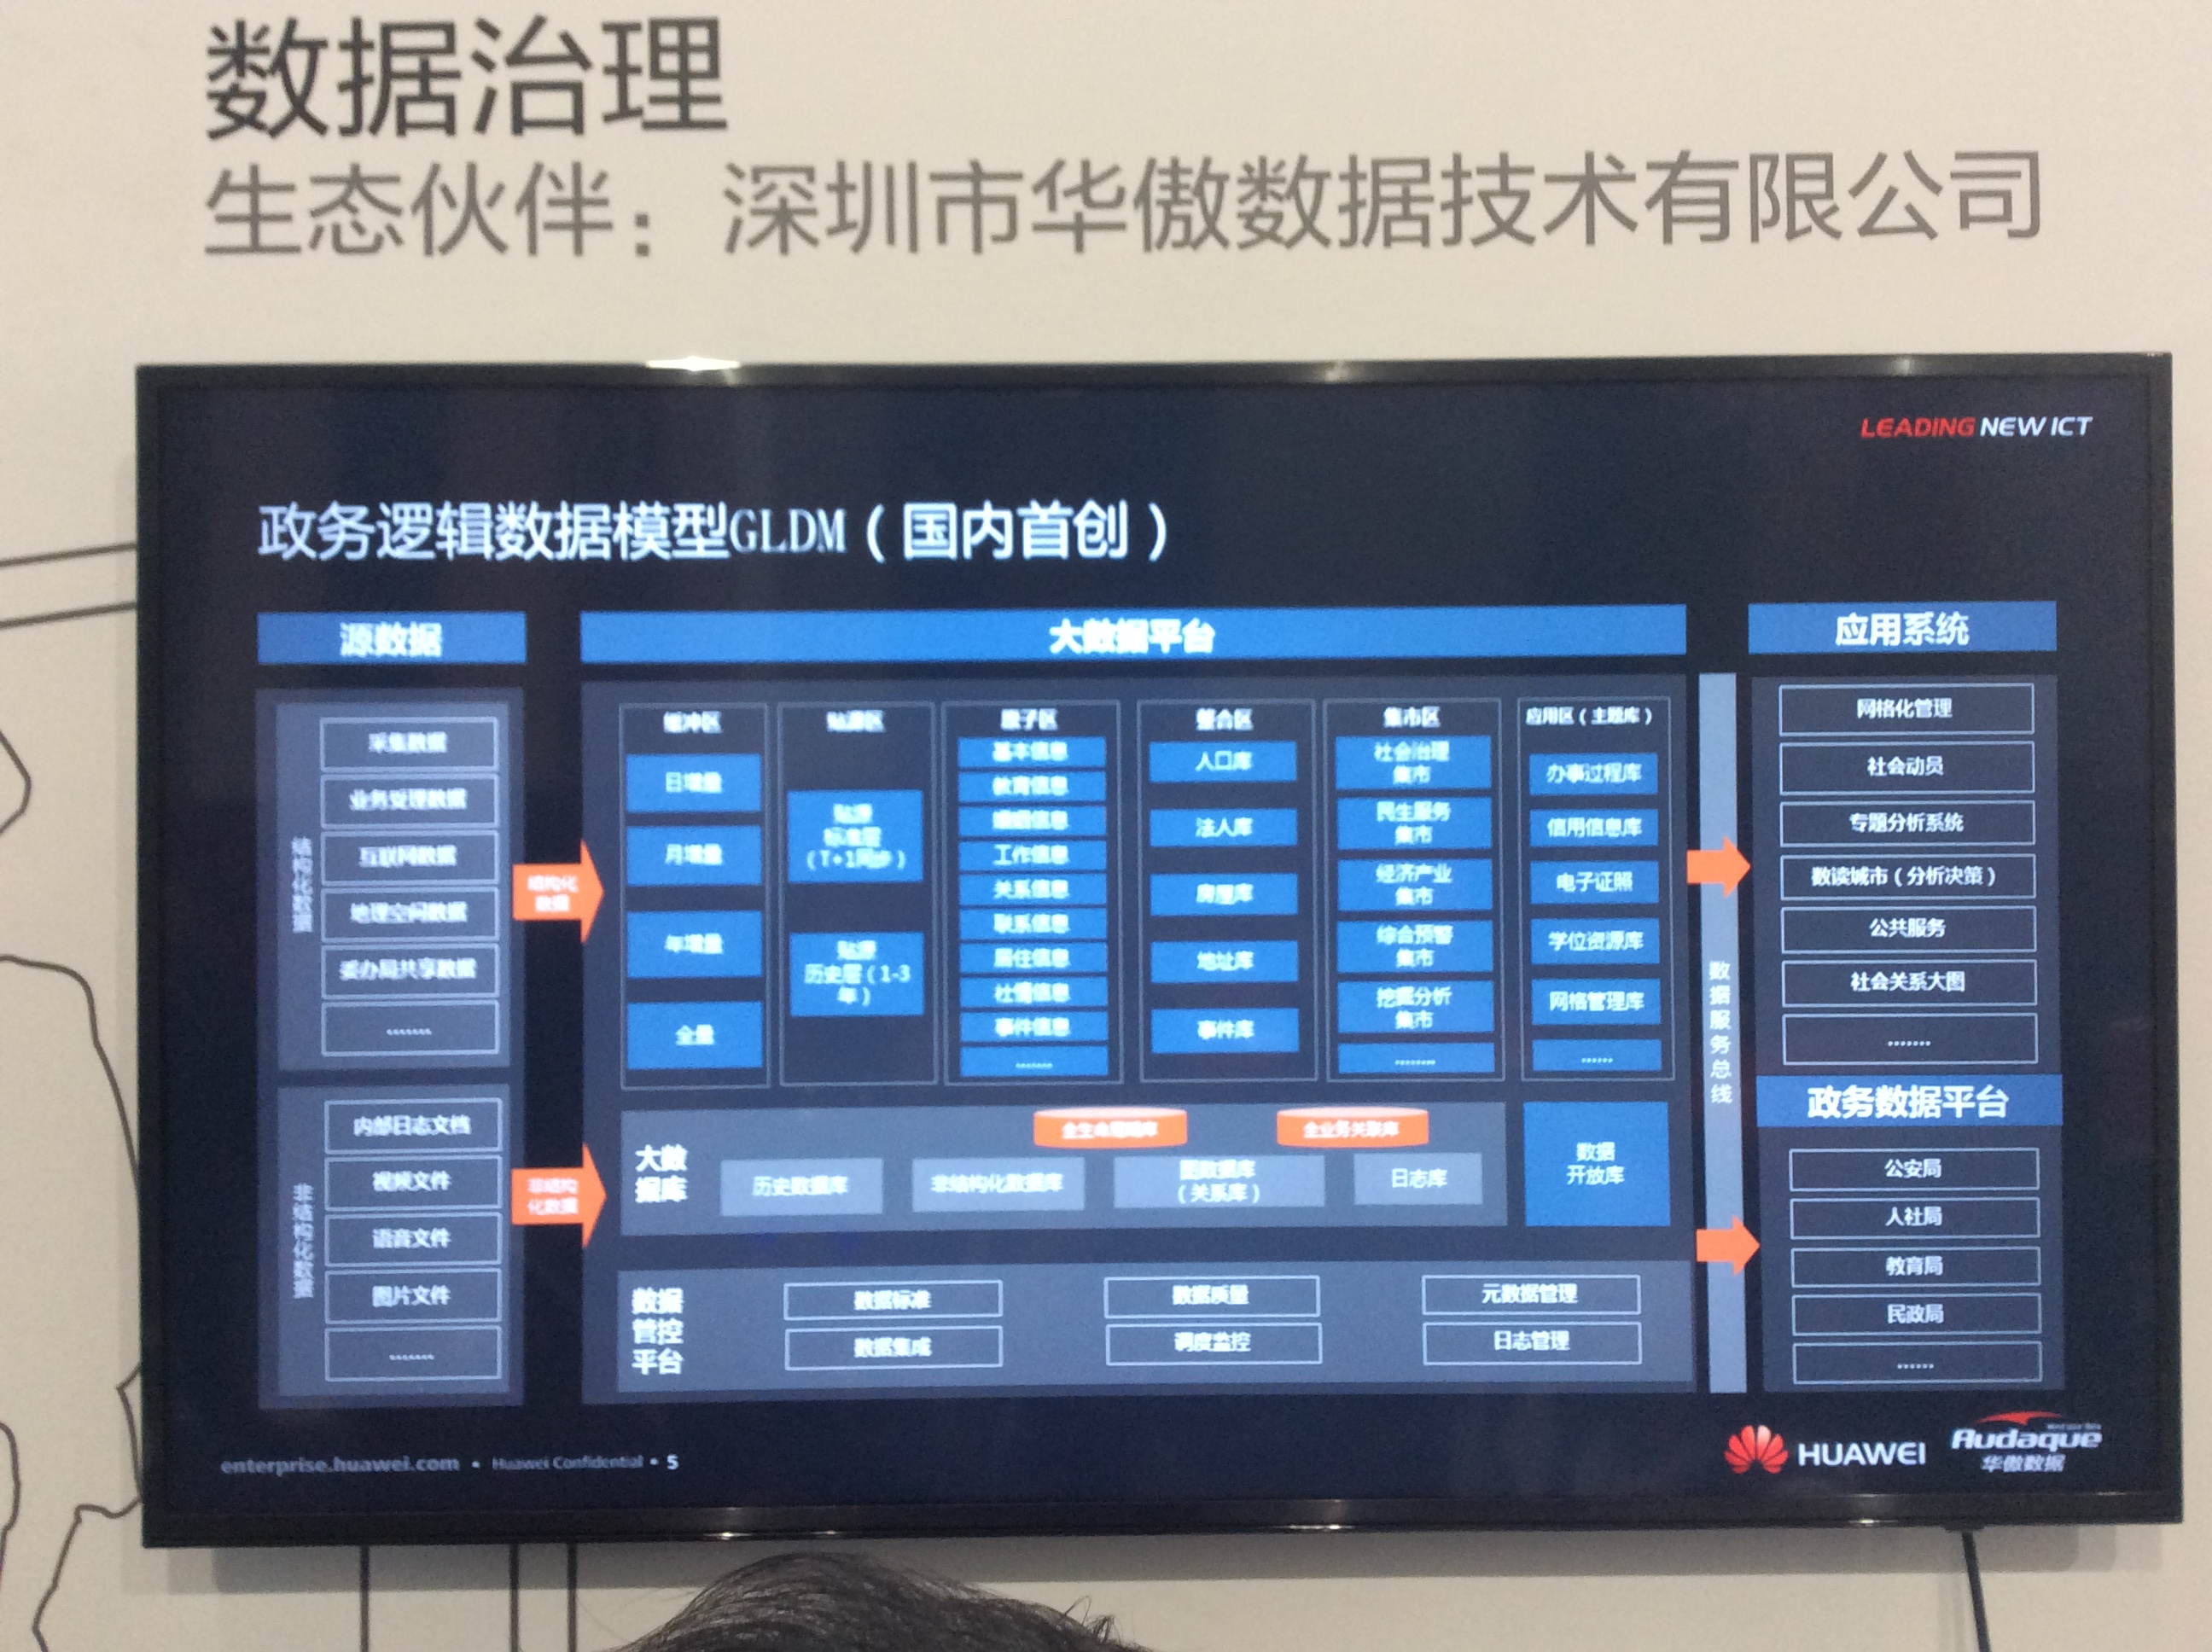 数据治理
生态伙伴：深圳市华傲数据技术有限公司
LEADING NEW ICT
政务逻辑数据模型GLDM（国内首创）
源数据
结构化数据
采集数据
业务受理数据
互联网数据
地理空间数据
委办局共享数据
........
非结构化数据
内部日志文档
视频文件
语音文件
图片文件
........
结构化
数据
非结构
化数据
大数据平台
缓冲区
日增量
月增量
年增量
全量
贴源区
贴源
标准层
（T+1同步）
贴源
历史层（1-3
年）
原子区
基本信息
教育信息
婚姻信息
工作信息
关系信息
联系信息
居住信息
社情信息
事件信息
........
整合区
人口库
法人库
房屋库
地址库
事件库
集市区
社会治理
集市
民生服务
集市
经济产业
集市
综合预警
集市
挖掘分析
集市
........
应用区（主题库）
办事过程库
信用信息库
电子证照
学位资源库
网格管理库
......
大数
据库
全生命周期库
全业务关联库
历史数据库
非结构化数据库
图数据库
（关系库）
日志库
数据
开放库
数据
管控
平台
数据标准
数据质量
元数据管理
数据集成
调度监控
日志管理
数据服务总线
应用系统
网格化管理
社会动员
专题分析系统
数读城市（分析决策）
公共服务
社会关系大图
.......
政务数据平台
公安局
人社局
教育局
民政局
......
enterprise.huawei.com • Huawei Confidential • 5
HUAWEI
Audaque
华傲数据